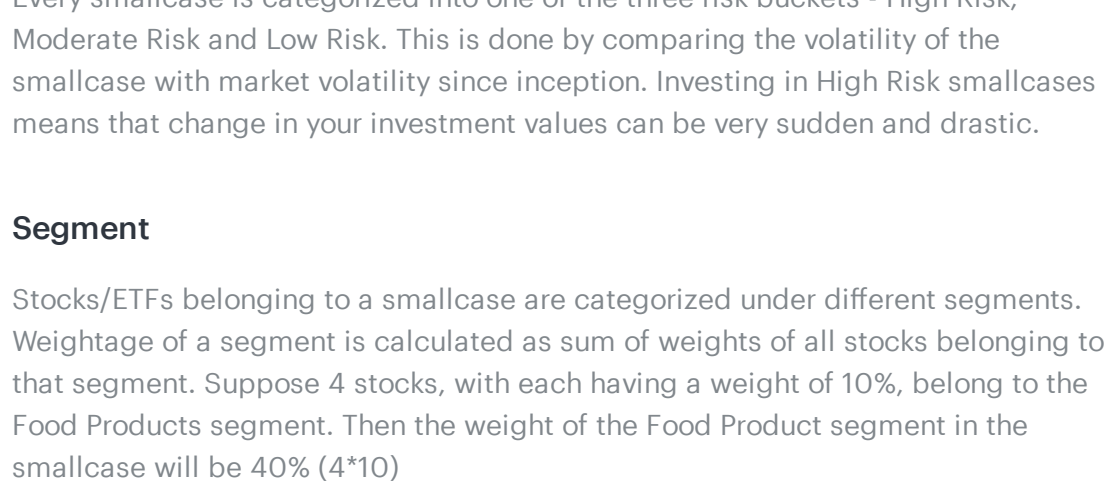 Every smallcase is categorized into one of the three risk buckets - High Risk,
Moderate Risk and Low Risk. This is done by comparing the volatility of the
smallcase with market volatility since inception. Investing in High Risk smallcases
means that change in your investment values can be very sudden and drastic.
Segment
Stocks/ETFs belonging to a smallcase are categorized under different segments.
Weightage of a segment is calculated as sum of weights of all stocks belonging to
that segment. Suppose 4 stocks, with each having a weight of 10%, belong to the
Food Products segment. Then the weight of the Food Product segment in the
smallcase will be 40% (4*10)